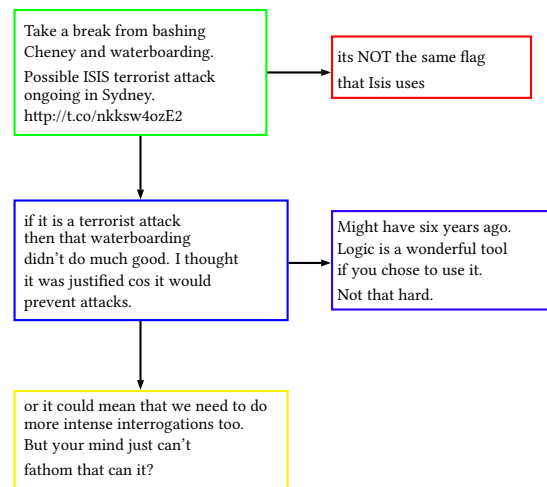 Take a break from bashing
Cheney and waterboarding.
Possible ISIS terrorist attack
ongoing in Sydney.
http://t.co/nkksw4ozE2
its NOT the same flag
that Isis uses
if it is a terrorist attack
then that waterboarding
didn't do much good. I thought
it was justified cos it would
prevent attacks.
Might have six years ago.
Logic is a wonderful tool
if you chose to use it.
Not that hard.
or it could mean that we need to do
more intense interrogations too.
But your mind just can't
fathom that can it?